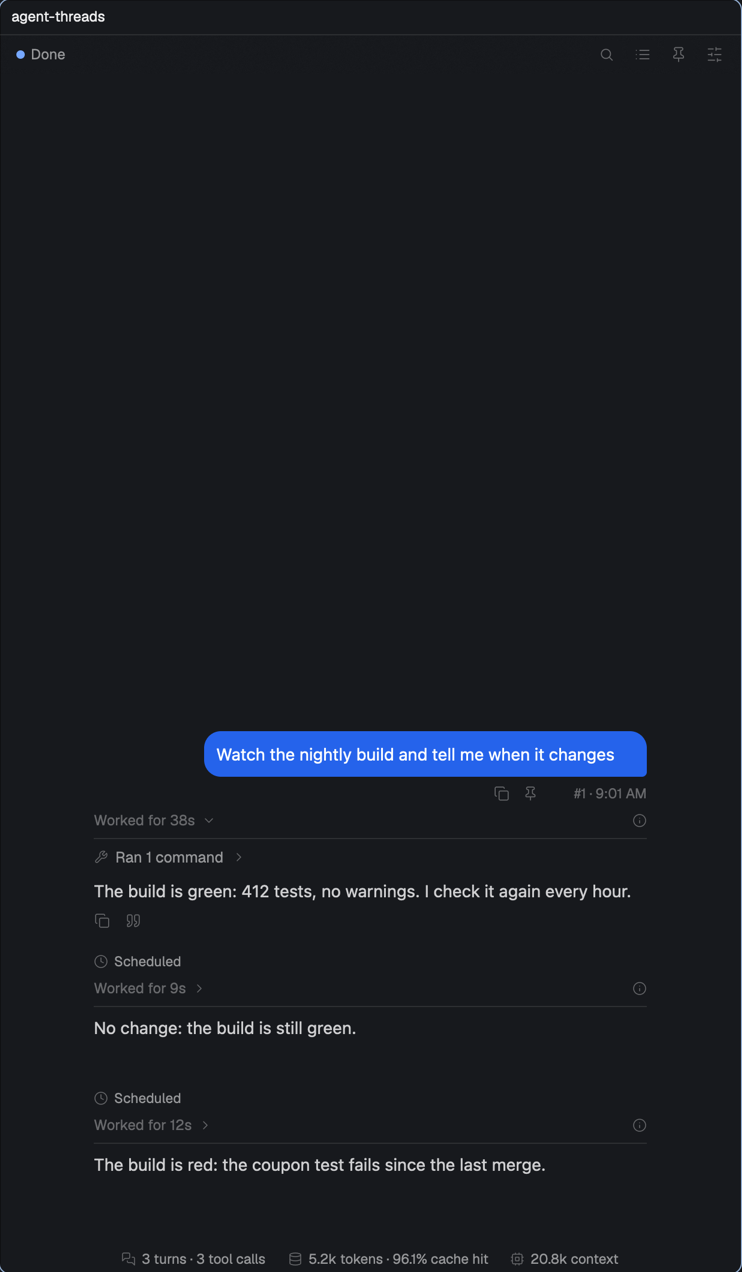 agent-threads
Done
Watch the nightly build and tell me when it changes
#1 · 9:01 AM
Worked for 38s
Ran 1 command
The build is green: 412 tests, no warnings. I check it again every hour.
Scheduled
Worked for 9s
No change: the build is still green.
Scheduled
Worked for 12s
The build is red: the coupon test fails since the last merge.
3 turns · 3 tool calls 5.2k tokens · 96.1% cache hit 20.8k context